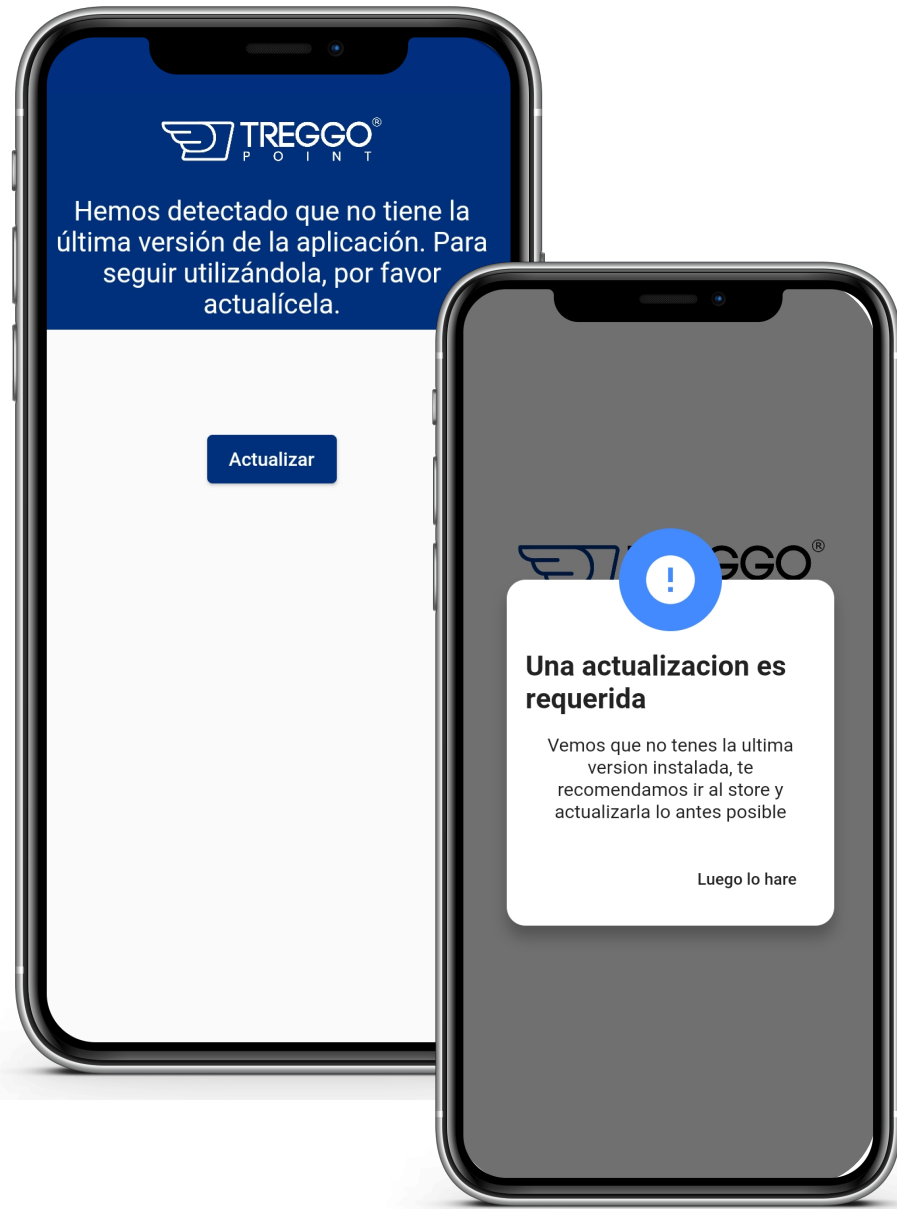 TREGGO®
POINT
Hemos detectado que no tiene la
última versión de la aplicación. Para
seguir utilizándola, por favor
actualícela.
Actualizar
GGO®
Una actualizacion es
requerida
Vemos que no tenes la ultima
version instalada, te
recomendamos ir al store y
actualizarla lo antes posible
Luego lo hare